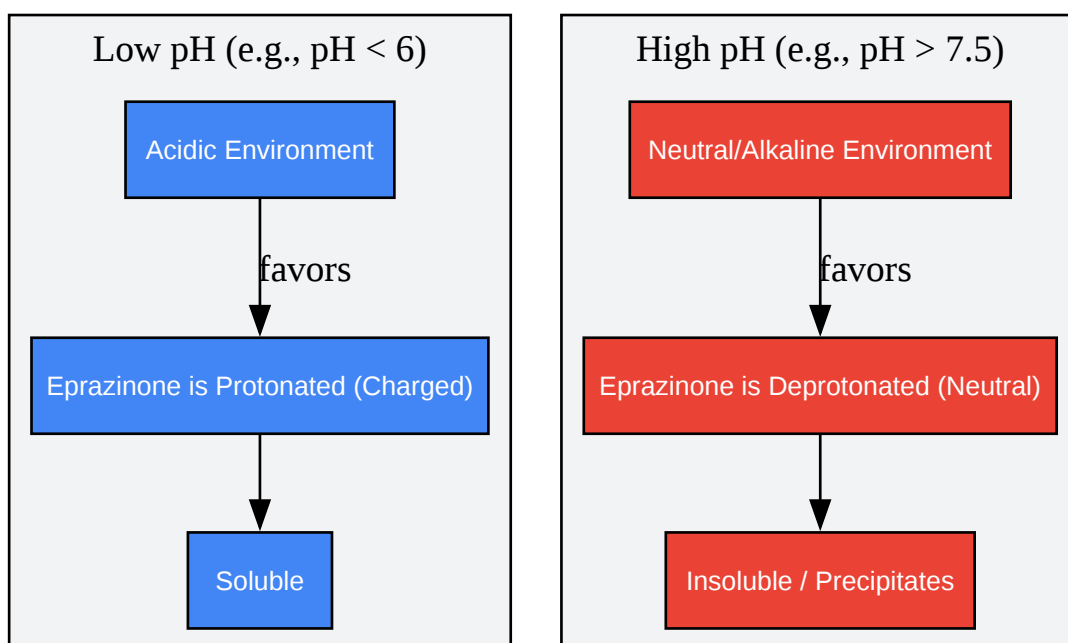 Low pH (e.g., pH < 6)
Acidic Environment
favors
Eprazinone is Protonated (Charged)
Soluble
High pH (e.g., pH > 7.5)
Neutral/Alkaline Environment
favors
Eprazinone is Deprotonated (Neutral)
Insoluble / Precipitates